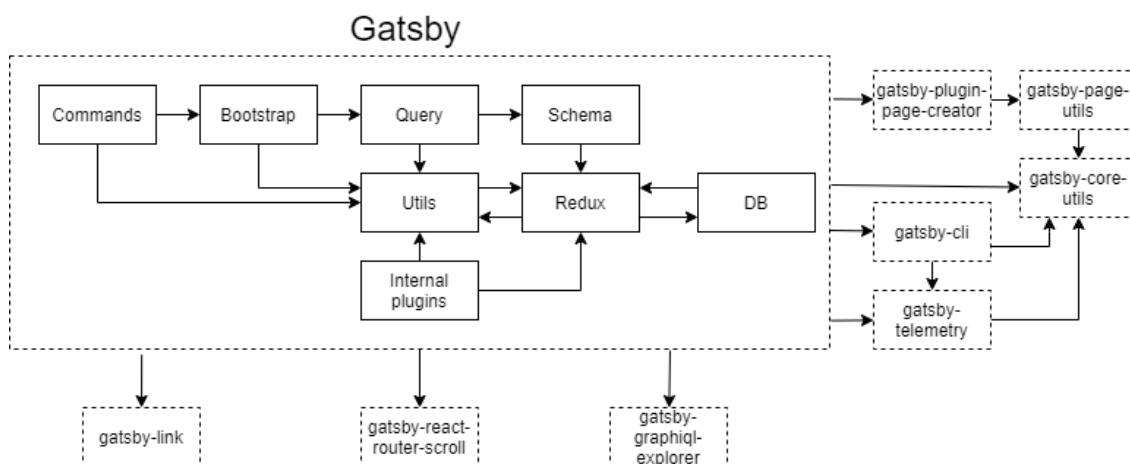 Gatsby
Commands
Bootstrap
Query
Schema
gatsby-plugin-
page-creator
gatsby-page-
utils
Utils
Redux
DB
gatsby-core-
utils
gatsby-cli
Internal
plugins
gatsby-
telemetry
gatsby-link
gatsby-react-
router-scroll
gatsby-
graphiql-
explorer